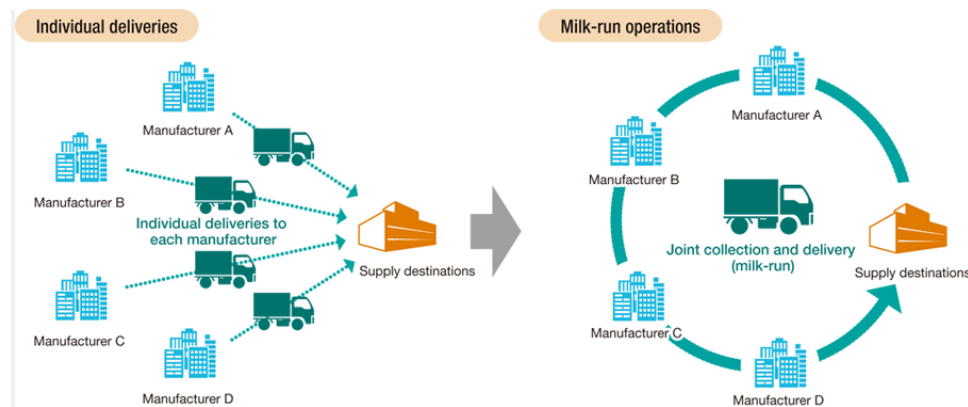 Individual deliveries
Manufacturer A
Manufacturer B
Individual deliveries to
each manufacturer
Supply destinations
Manufacturer C
Manufacturer D
Milk-run operations
Manufacturer A
Manufacturer B
Joint collection and delivery
(milk-run)
Supply destinations
Manufacturer C
Manufacturer D